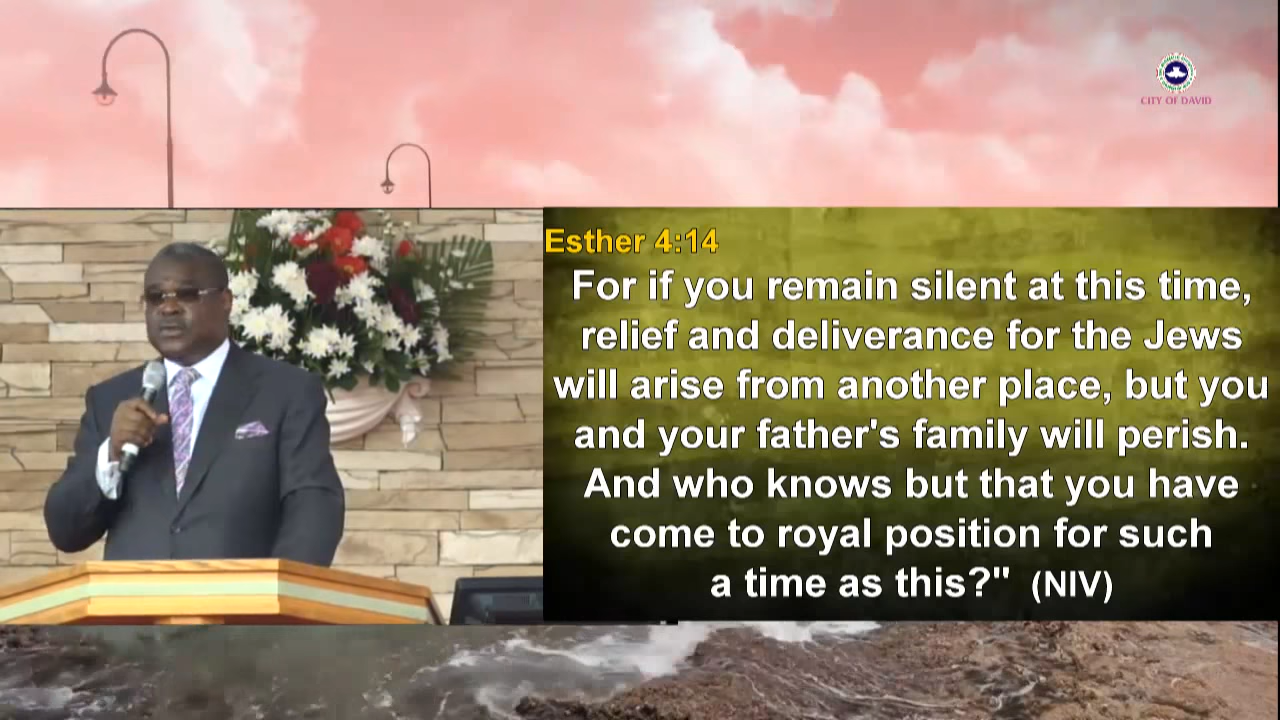 CITY OF DAVID
Esther 4:14
For if you remain silent at this time,
relief and deliverance for the Jews
will arise from another place, but you
and your father's family will perish.
And who knows but that you have
come to royal position for such
a time as this?" (NIV)